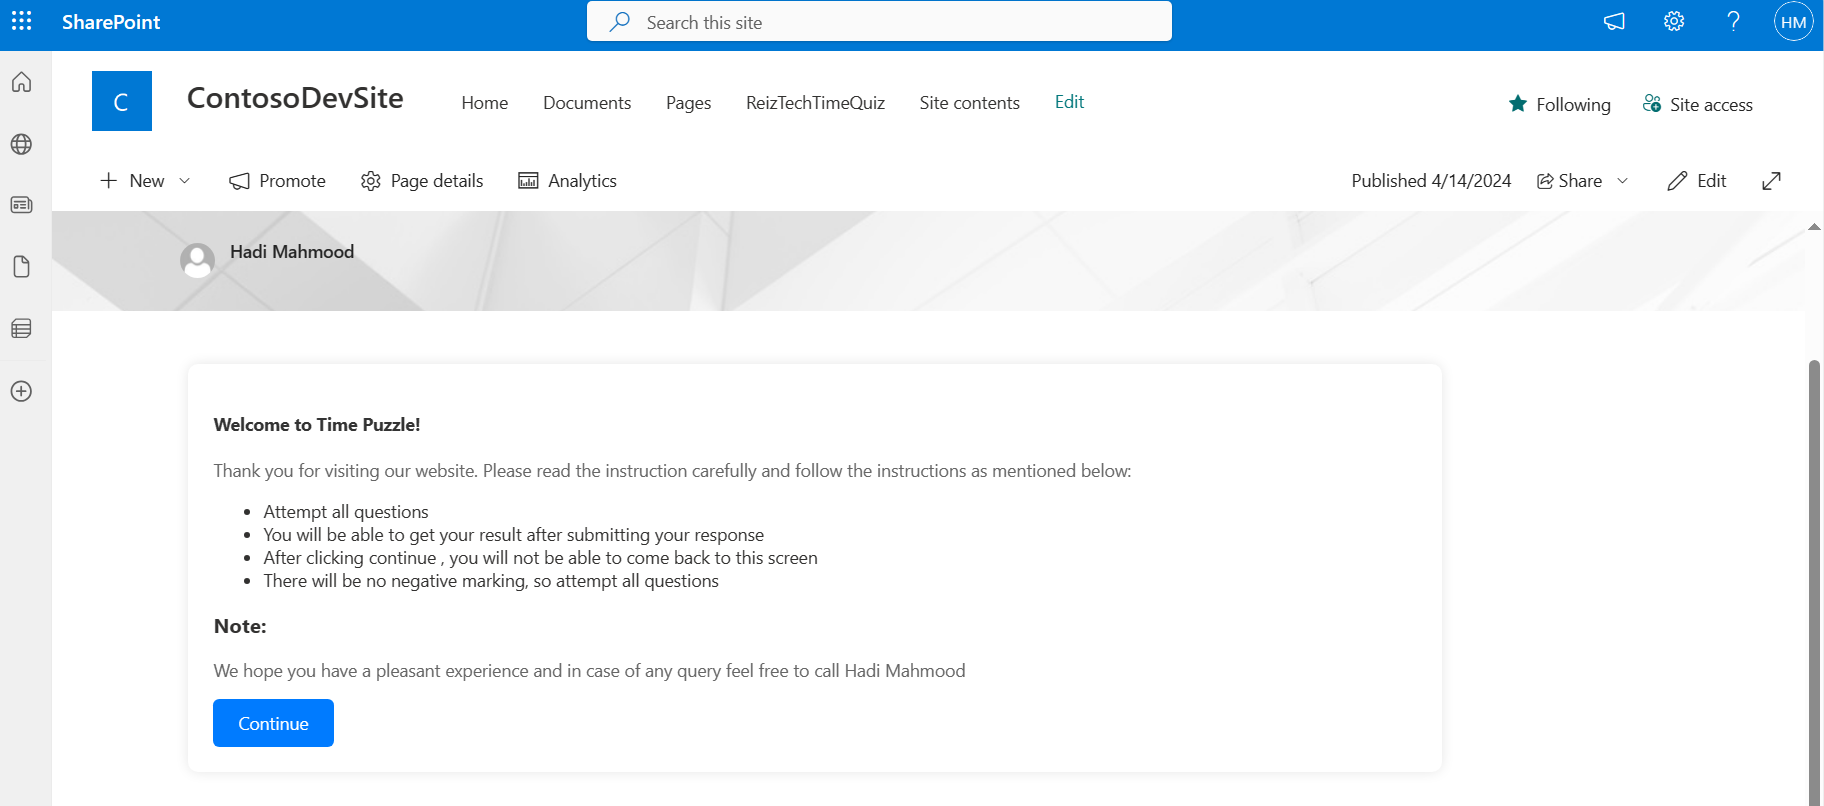 SharePoint
Search this site
HM
C
ContosoDevSite
Home
Documents
Pages
ReizTechTimeQuiz
Site contents
Edit
Following
Site access
New
Promote
Page details
Analytics
Published 4/14/2024
Share
Edit
Hadi Mahmood
Welcome to Time Puzzle!
Thank you for visiting our website. Please read the instruction carefully and follow the instructions as mentioned below:
• Attempt all questions
• You will be able to get your result after submitting your response
• After clicking continue , you will not be able to come back to this screen
• There will be no negative marking, so attempt all questions
Note:
We hope you have a pleasant experience and in case of any query feel free to call Hadi Mahmood
Continue